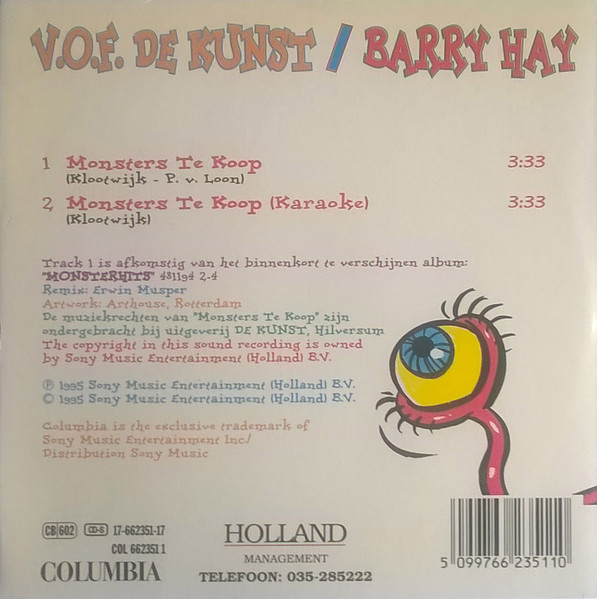 V.O.F. DE KUNST / BARRY HAY
1 Monsters Te Koop 3:33
(Klootwijk - P. v. Loon)
2 Monsters Te Koop (Karaoke) 3:33
(Klootwijk)
Track 1 is afkomstig van het binnenkort te verschijnen album:
"MONSTERHITS" 481194 2-4
Remix: Erwin Musper
Artwork: Arthouse, Rotterdam
De muziekrechten van "Monsters Te Koop" zijn
ondergebracht bij uitgeverij DE KUNST, Hilversum
The copyright in this sound recording is owned
by Sony Music Entertainment (Holland) B.V.
℗ 1995 Sony Music Entertainment (Holland) B.V.
© 1995 Sony Music Entertainment (Holland) B.V.
Columbia is the exclusive trademark of
Sony Music Entertainment Inc./
Distribution Sony Music
CB 602 CD-S 17-662351-17
COL 662351 1
COLUMBIA
HOLLAND
MANAGEMENT
TELEFOON: 035-285222
5 099766 235110